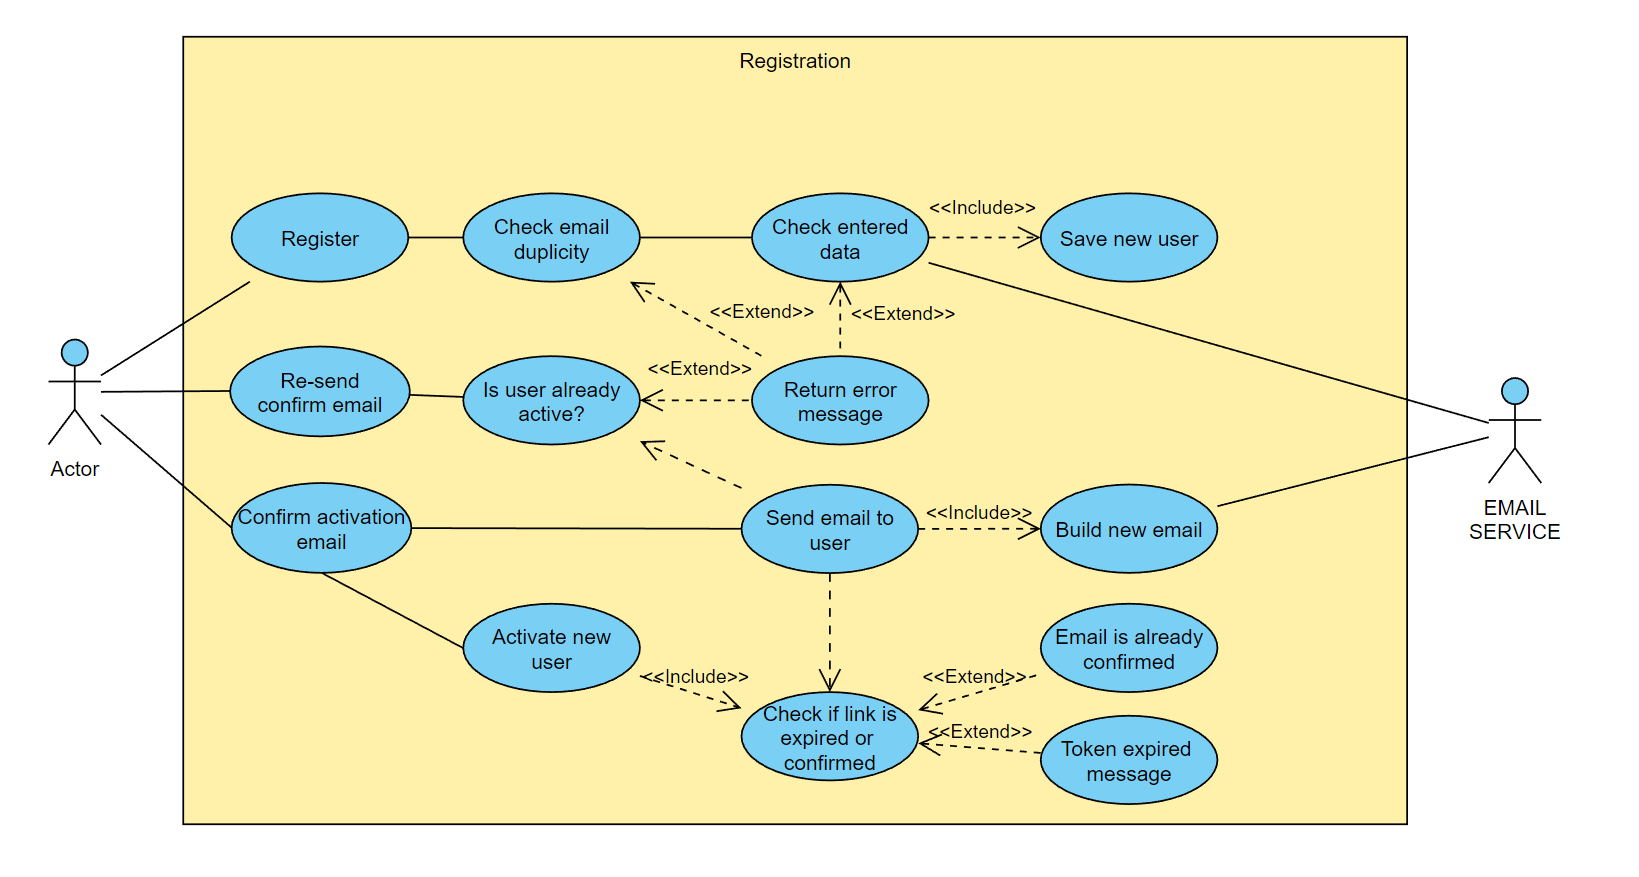 Registration
Register
Check email
duplicity
Check entered
data
<<Include>>
Save new user
<<Extend>>
<<Extend>>
Re-send
confirm email
Is user already
active?
<<Extend>>
Return error
message
Actor
Confirm activation
email
Send email to
user
<<Include>>
Build new email
EMAIL
SERVICE
Activate new
user
<<Include>>
Check if link is
expired or
confirmed
<<Extend>>
Email is already
confirmed
<<Extend>>
Token expired
message